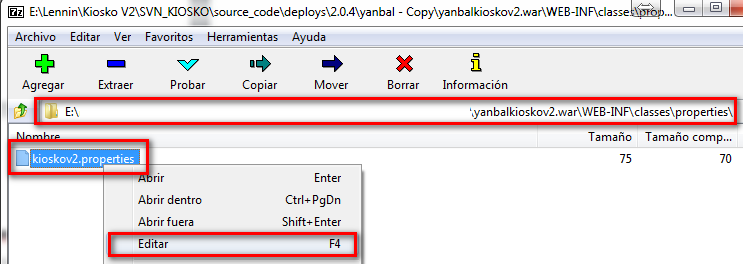 7z E:\Lennin\Kiosko V2\SVN_KIOSKO\source_code\deploys\2.0.4\yanbal - Copy\yanbalkioskov2.war\WEB-INF\classes\prop...
Archivo Editar Ver Favoritos Herramientas Ayuda
Agregar Extraer Probar Copiar Mover Borrar Información
E:\ yanbalkioskov2.war\WEB-INF\classes\properties\
Nombre Tamaño Tamaño comp...
kioskov2.properties 75 70
Abrir Enter
Abrir dentro Ctrl+PgDn
Abrir fuera Shift+Enter
Editar F4